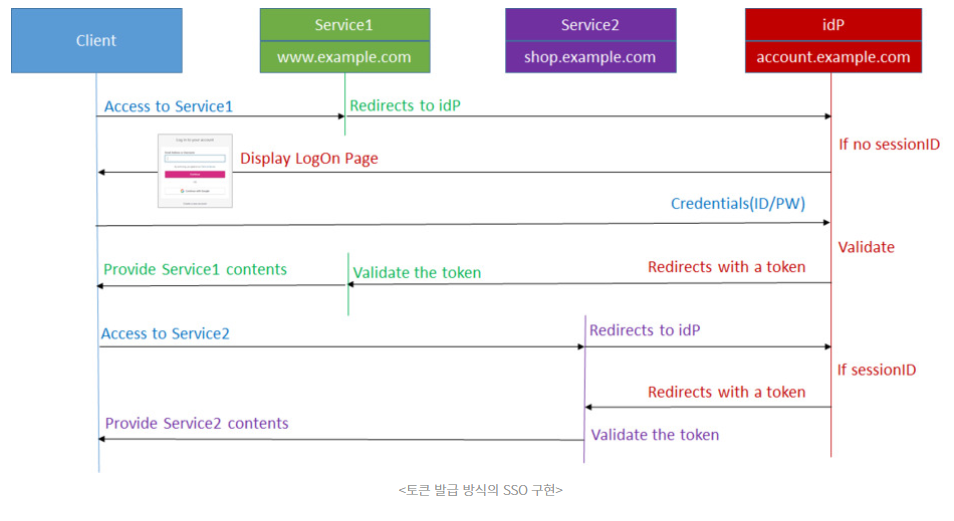 Client
Service1
www.example.com
Service2
shop.example.com
idP
account.example.com
Access to Service1
Redirects to idP
If no sessionID
Display LogOn Page
Credentials(ID/PW)
Validate
Provide Service1 contents
Validate the token
Redirects with a token
Access to Service2
Redirects to idP
If sessionID
Redirects with a token
Provide Service2 contents
Validate the token
<토큰 발급 방식의 SSO 구현>